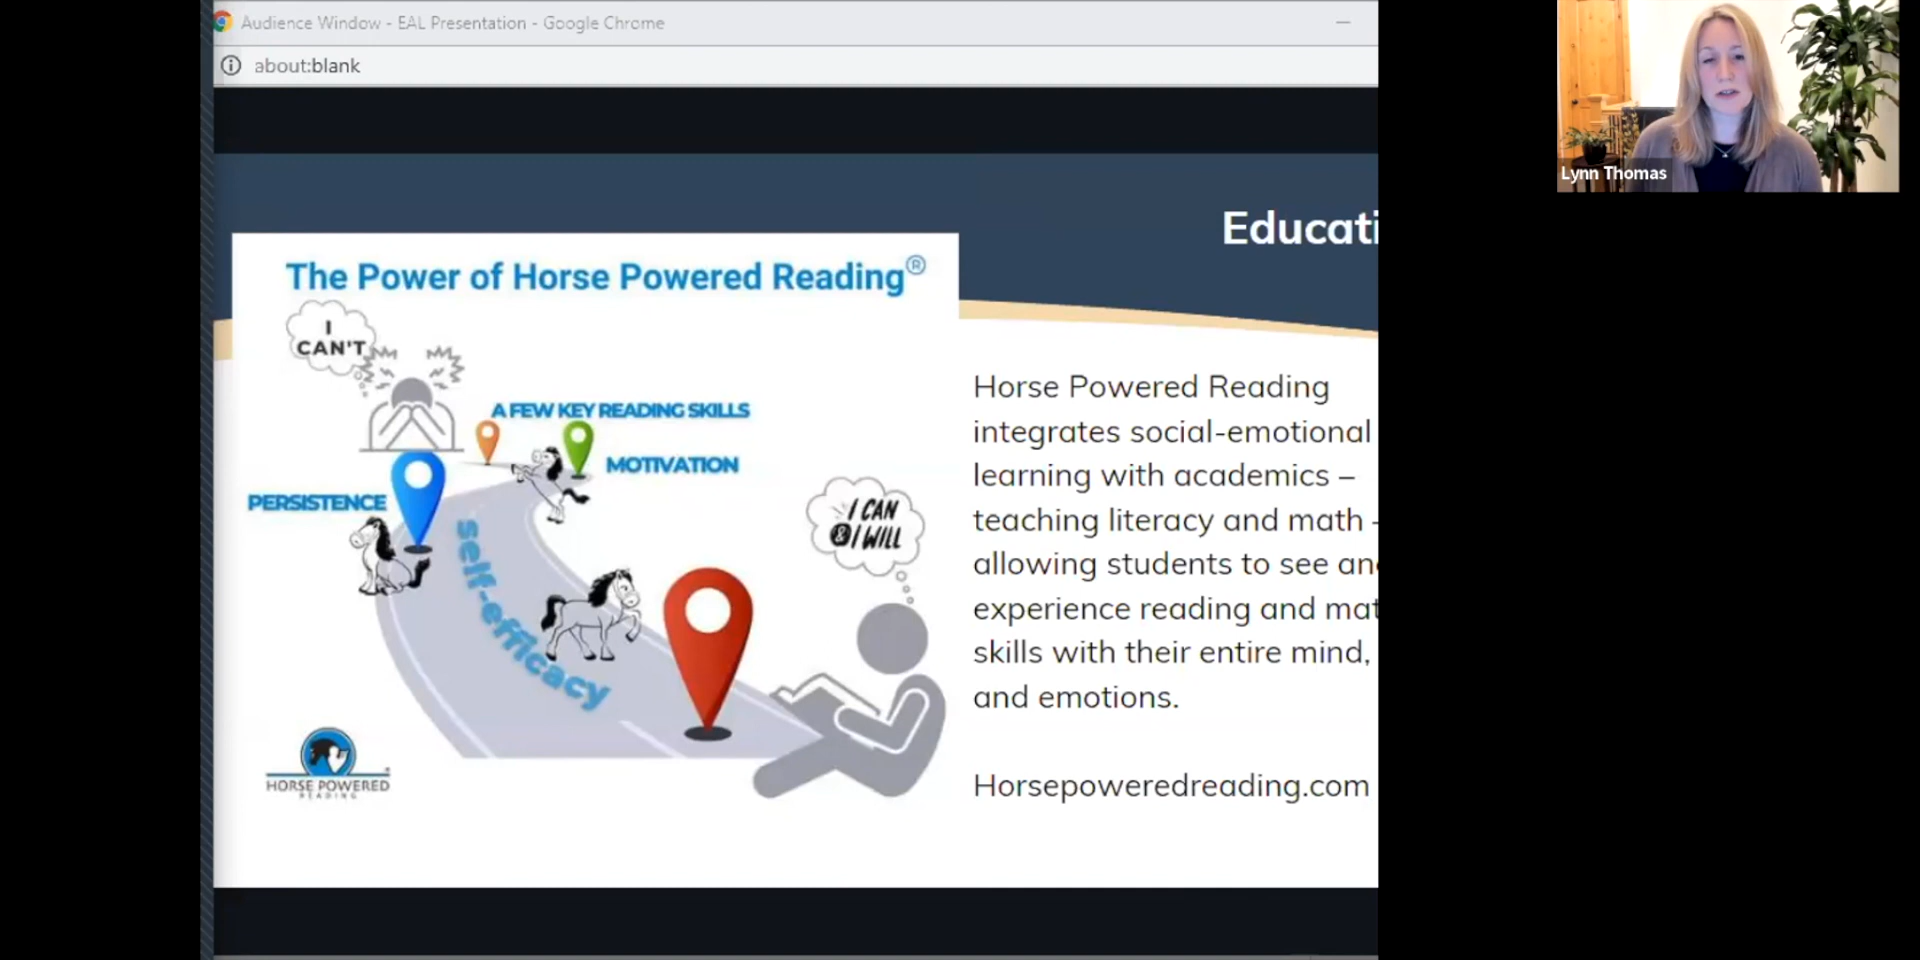 Audience Window - EAL Presentation - Google Chrome
about:blank
Lynn Thomas
Educati
The Power of Horse Powered Reading®
I
CAN'T
A FEW KEY READING SKILLS
MOTIVATION
PERSISTENCE
self-efficacy
I CAN
& I WILL
HORSE POWERED
READING
Horse Powered Reading
integrates social-emotional
learning with academics –
teaching literacy and math -
allowing students to see an
experience reading and mat
skills with their entire mind,
and emotions.
Horsepoweredreading.com